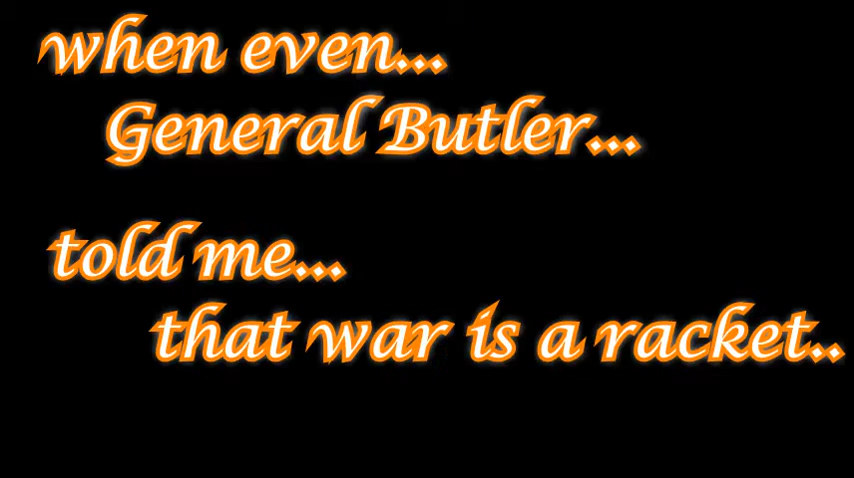 when even...
General Butler...
told me...
that war is a racket..